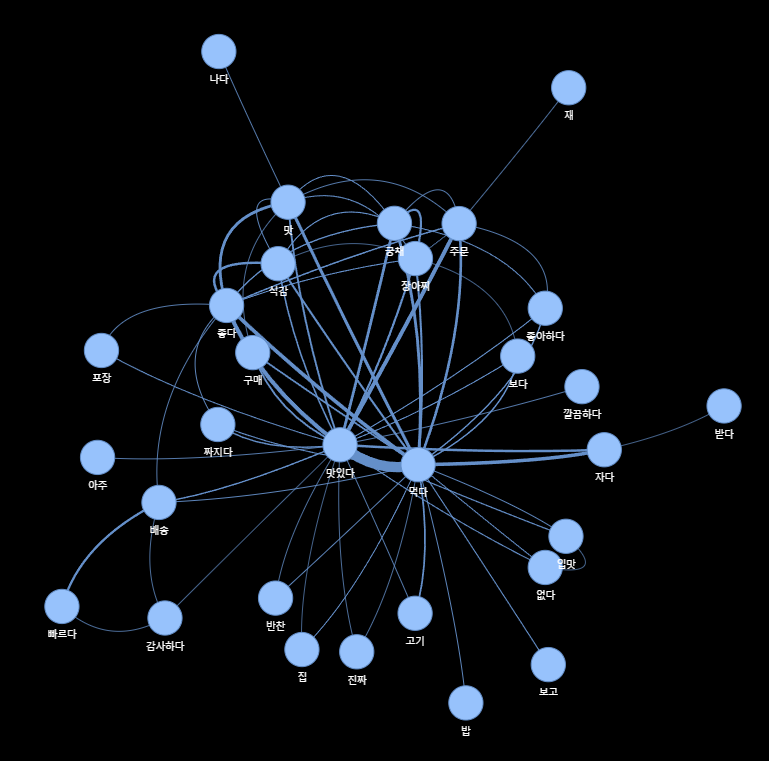 나다
재
맛
궁채
주문
장아찌
식감
좋다
좋아하다
포장
보다
구매
깔끔하다
받다
짜지다
아주
맛있다
자다
먹다
배송
입맛
없다
빠르다
반찬
고기
감사하다
집
진짜
보고
밥